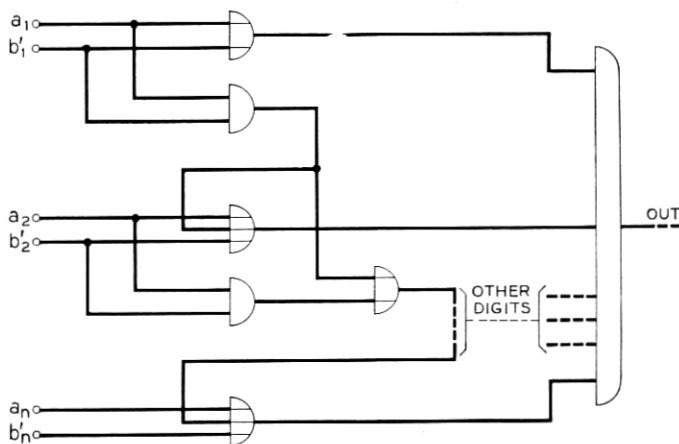 a₁
b'₁
a₂
b'₂
OUT
OTHER
DIGITS
aₙ
b'ₙ